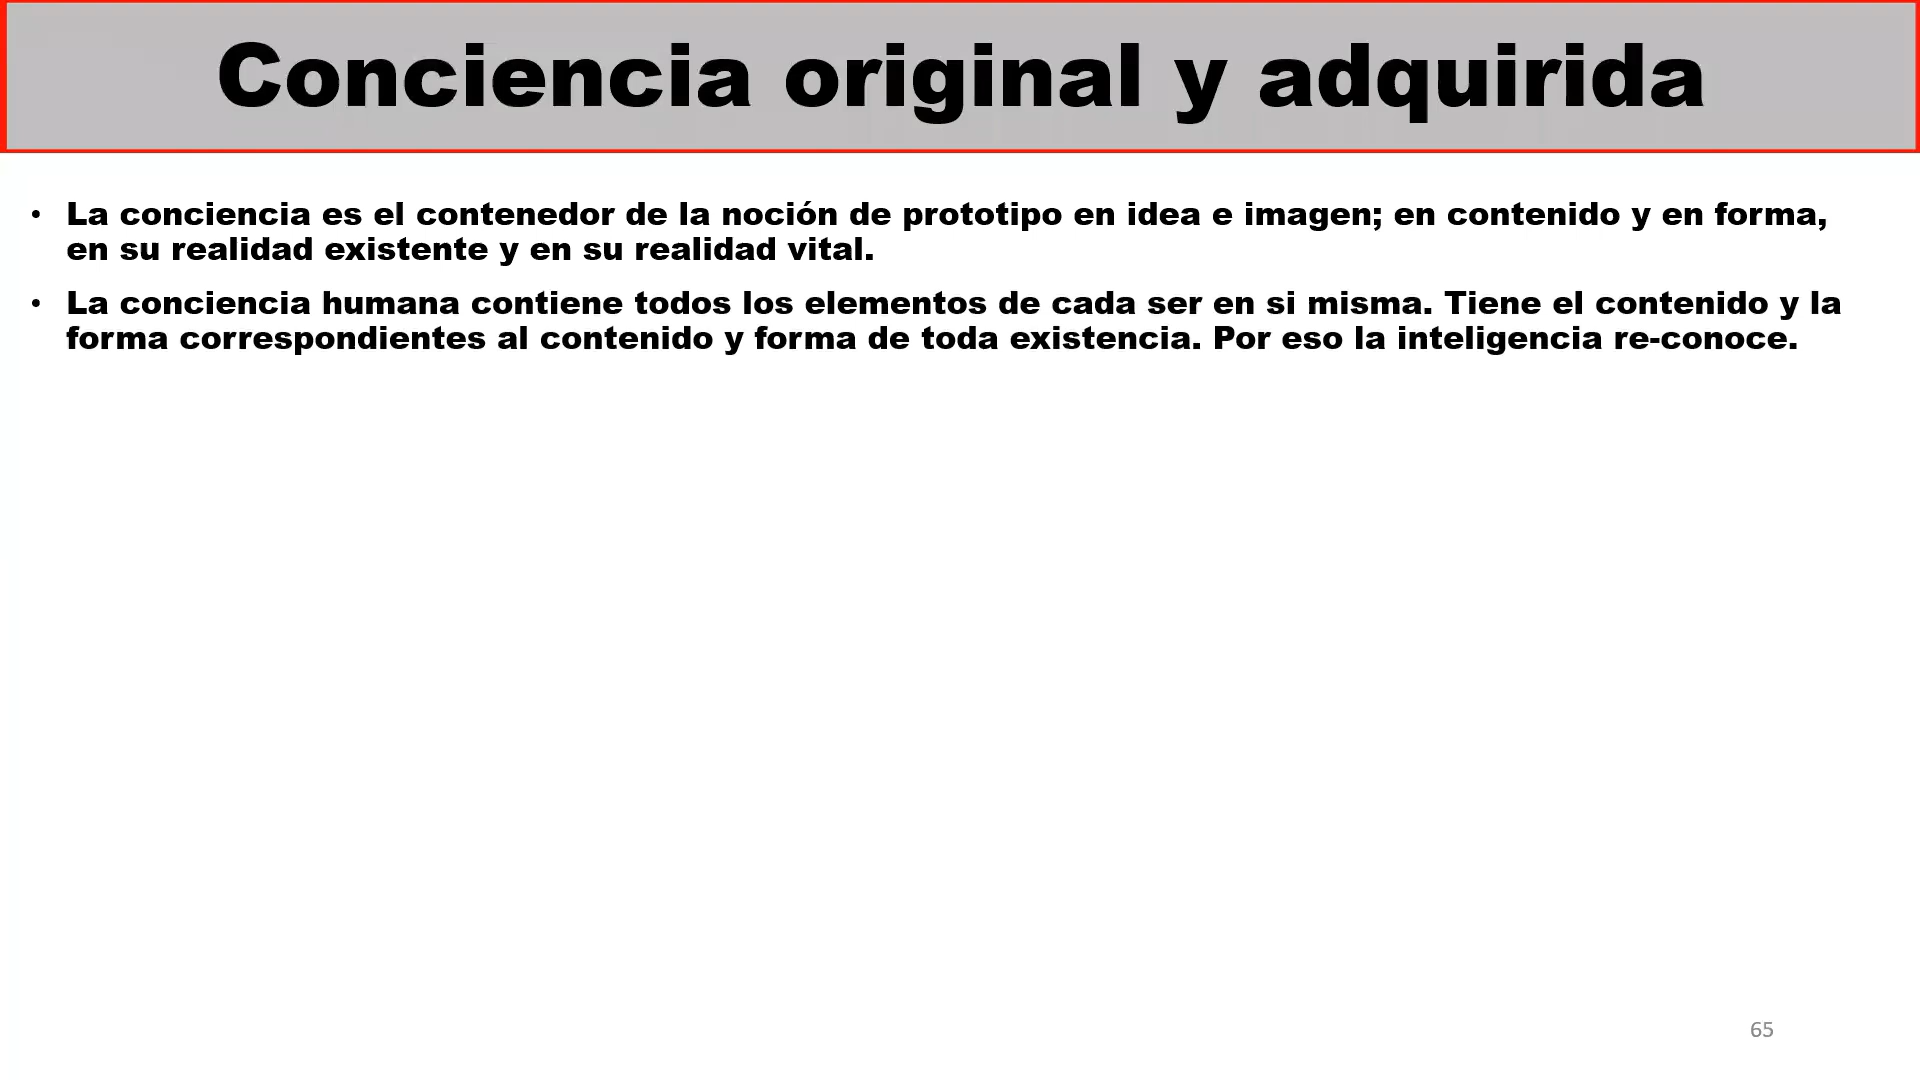 Conciencia original y adquirida
• La conciencia es el contenedor de la noción de prototipo en idea e imagen; en contenido y en forma,
en su realidad existente y en su realidad vital.
• La conciencia humana contiene todos los elementos de cada ser en si misma. Tiene el contenido y la
forma correspondientes al contenido y forma de toda existencia. Por eso la inteligencia re-conoce.
65